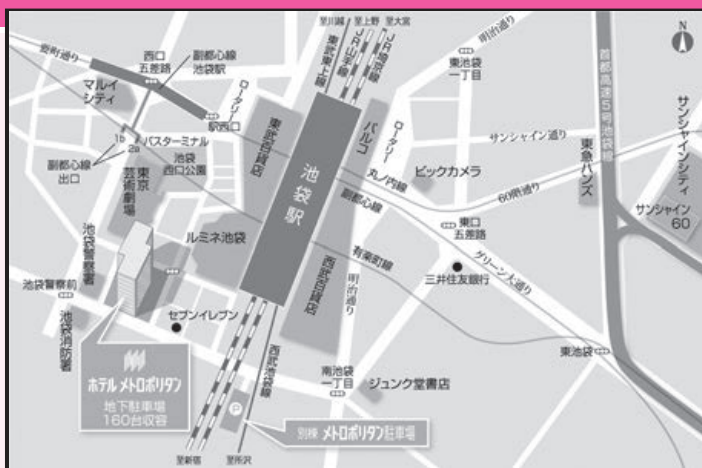 至川越
至上野
至大宮
東武東上線
JR山手線
JR埼京線
明治通り
N
要町通り
西口
五差路
副都心線
池袋駅
マルイ
シティ
ロータリー
駅西口
東池袋
一丁目
首都高速5号池袋線
サンシャインシティ
1b
2a
バスターミナル
副都心線
出口
池袋
西口公園
東武百貨店
パルコ
ロータリー
サンシャイン通り
東急ハンズ
東京
芸術劇場
池袋駅
丸ノ内線
副都心線
ビックカメラ
60階通り
サンシャイン
60
ルミネ池袋
東口
五差路
グリーン大通り
池袋警察署
池袋警察前
有楽町線
三井住友銀行
西武百貨店
明治通り
池袋消防署
セブンイレブン
東池袋
ホテル メトロポリタン
地下駐車場
160台収容
西武池袋線
南池袋
一丁目
ジュンク堂書店
P
別棟 メトロポリタン駐車場
至新宿
至所沢